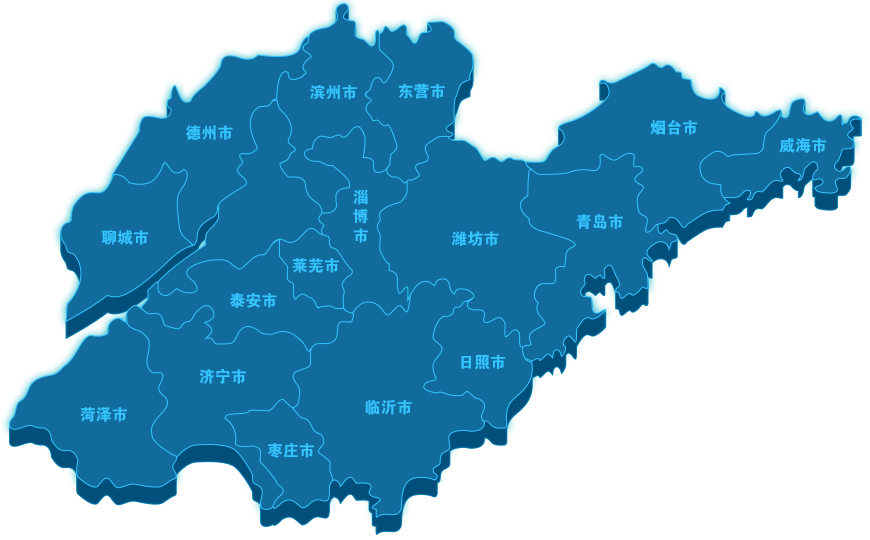 滨州市
东营市
德州市
烟台市
威海市
淄博市
青岛市
聊城市
潍坊市
莱芜市
泰安市
日照市
济宁市
临沂市
菏泽市
枣庄市